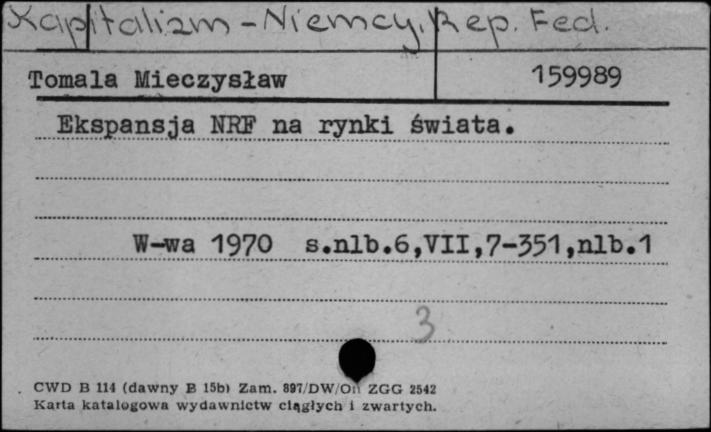 Kapitalizm - Niemcy, Rep. Fed.
Tomala Mieczysław 159989
Ekspansja NRF na rynki świata.
W-wa 1970 s.nlb.6,VII,7-351,nlb.1
3
CWD B 114 (dawny B 15b) Zam. 897/DW/On ZGG 2542
Karta katalogowa wydawnictw ciągłych i zwartych.